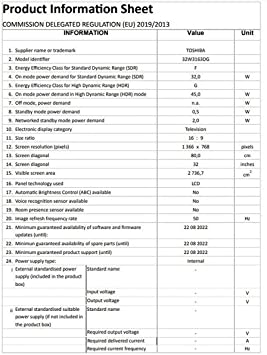 Product Information Sheet
COMMISSION DELEGATED REGULATION (EU) 2019/2013
INFORMATION Value Unit
1. Supplier name or trademark TOSHIBA
2. Model identifier 32W3163DG
3. Energy Efficiency Class for Standard Dynamic Range (SDR) F
4. On mode power demand for Standard Dynamic Range (SDR) 32,0 W
5. Energy Efficiency Class for High Dynamic Range (HDR) G
6. On mode power demand in High Dynamic Range (HDR) mode 45,0 W
7. Off mode, power demand n.a. W
8. Standby mode power demand 0,5 W
9. Networked standby mode power demand 2,0 W
10. Electronic display category Television
11. Size ratio 16 : 9
12. Screen resolution (pixels) 1 366 x 768 pixels
13. Screen diagonal 80,0 cm
14. Screen diagonal 32 inches
15. Visible screen area 2 736,7 cm²
16. Panel technology used LCD
17. Automatic Brightness Control (ABC) available No
18. Voice recognition sensor available No
19. Room presence sensor available No
20. Image refresh frequency rate 50 Hz
21. Minimum guaranteed availability of software and firmware updates (until): 22 08 2022
22. Minimum guaranteed availability of spare parts (until) 22 08 2022
23. Minimum guaranteed product support (until) 22 08 2022
24. Power supply type: Internal
i External standardised power supply (included in the product box) Standard name -
Input voltage - V
Output voltage - V
ii External standardised suitable power supply (if not included in the product box) Standard name -
Required output voltage - V
Required delivered current - A
Required current frequency - Hz